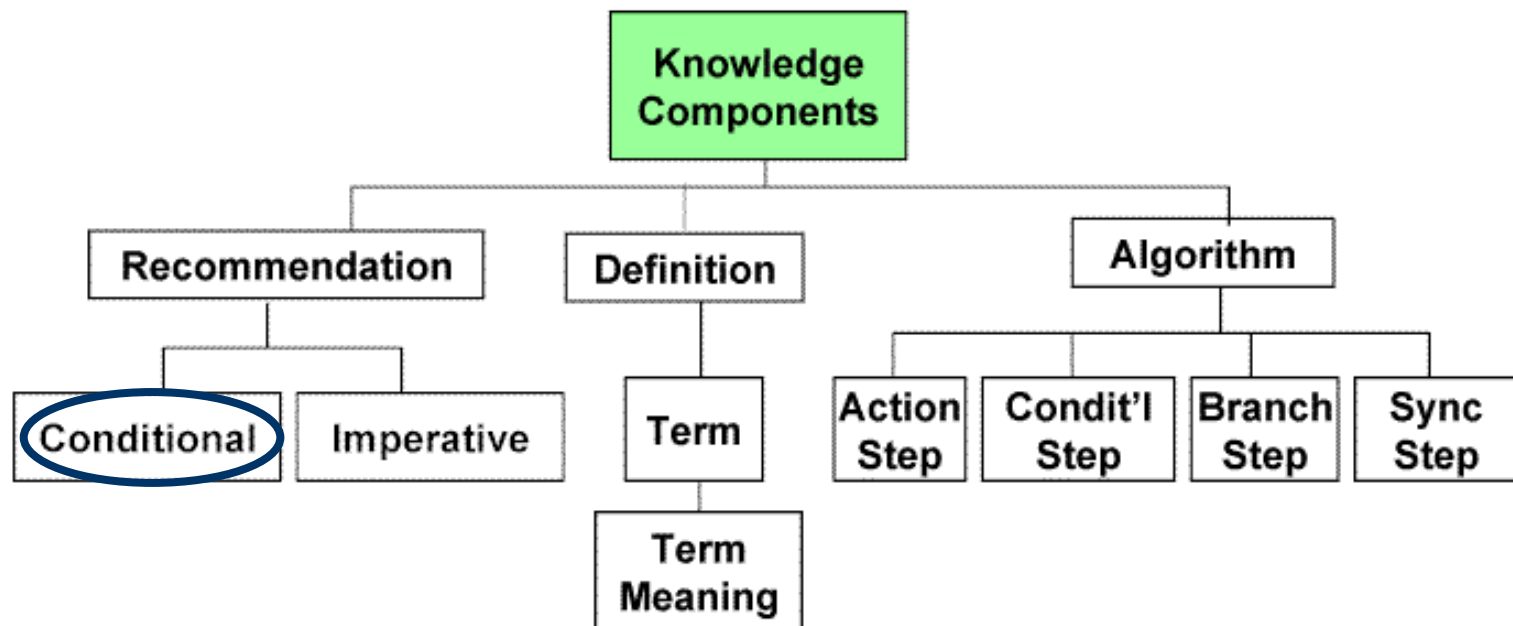 Knowledge
Components
Recommendation
Definition
Algorithm
Conditional
Imperative
Term
Action
Step
Condit'l
Step
Branch
Step
Sync
Step
Term
Meaning